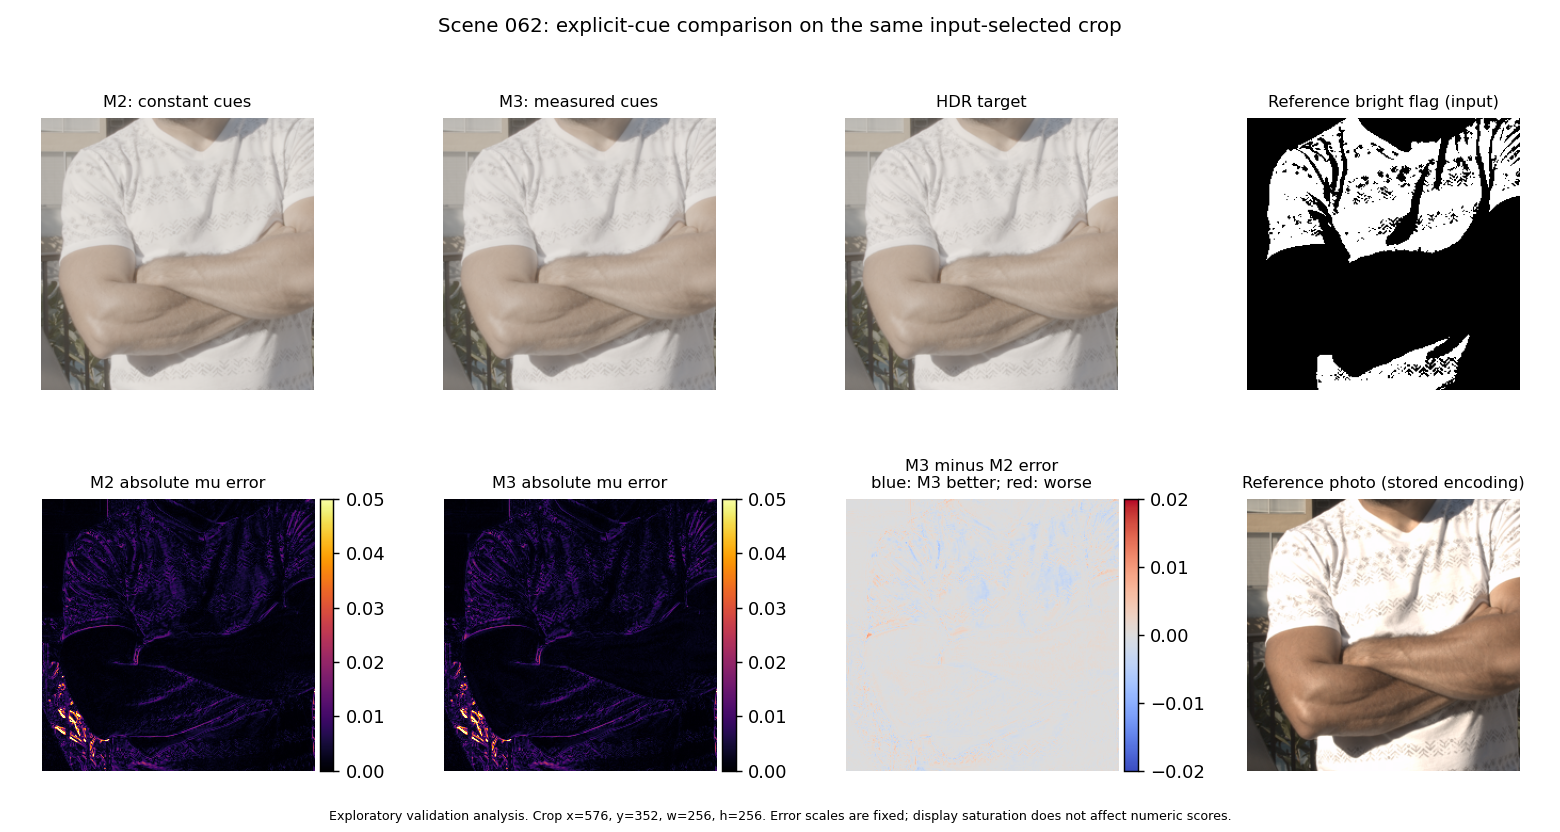 Scene 062: explicit-cue comparison on the same input-selected crop
M2: constant cues
M3: measured cues
HDR target
Reference bright flag (input)
M2 absolute mu error
0.05
0.04
0.03
0.02
0.01
0.00
M3 absolute mu error
0.05
0.04
0.03
0.02
0.01
0.00
M3 minus M2 error
blue: M3 better; red: worse
0.02
0.01
0.00
−0.01
−0.02
Reference photo (stored encoding)
Exploratory validation analysis. Crop x=576, y=352, w=256, h=256. Error scales are fixed; display saturation does not affect numeric scores.